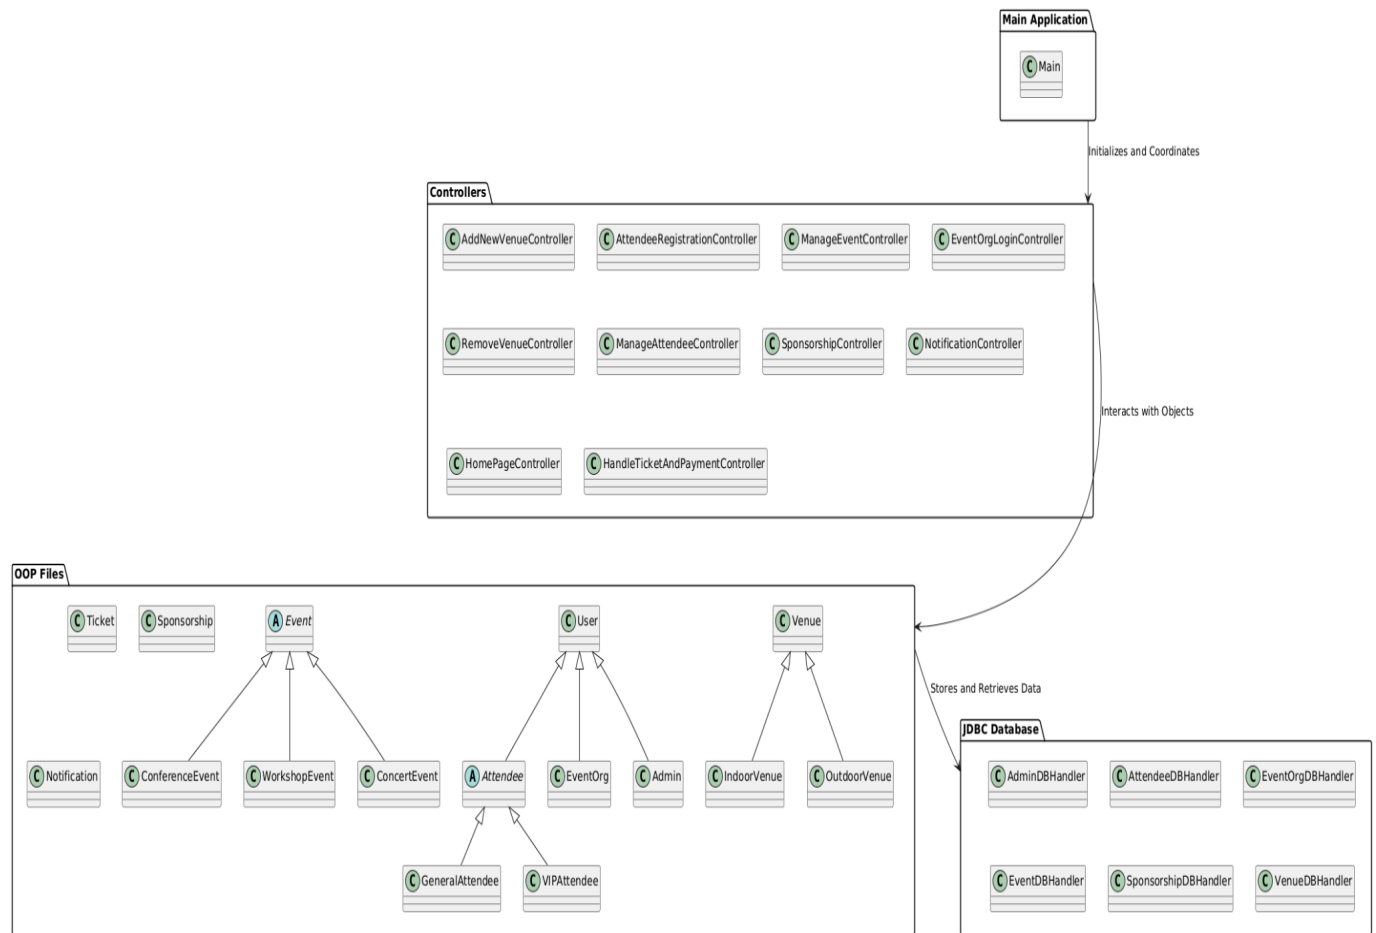 Main Application
C Main
Initializes and Coordinates
Controllers
C AddNewVenueController
C AttendeeRegistrationController
C ManageEventController
C EventOrgLoginController
C RemoveVenueController
C ManageAttendeeController
C SponsorshipController
C NotificationController
Interacts with Objects
C HomePageController
C HandleTicketAndPaymentController
OOP Files
C Ticket
C Sponsorship
A Event
C User
C Venue
Stores and Retrieves Data
C Notification
C ConferenceEvent
C WorkshopEvent
C ConcertEvent
A Attendee
C EventOrg
C Admin
C IndoorVenue
C OutdoorVenue
C GeneralAttendee
C VIPAttendee
JDBC Database
C AdminDBHandler
C AttendeeDBHandler
C EventOrgDBHandler
C EventDBHandler
C SponsorshipDBHandler
C VenueDBHandler